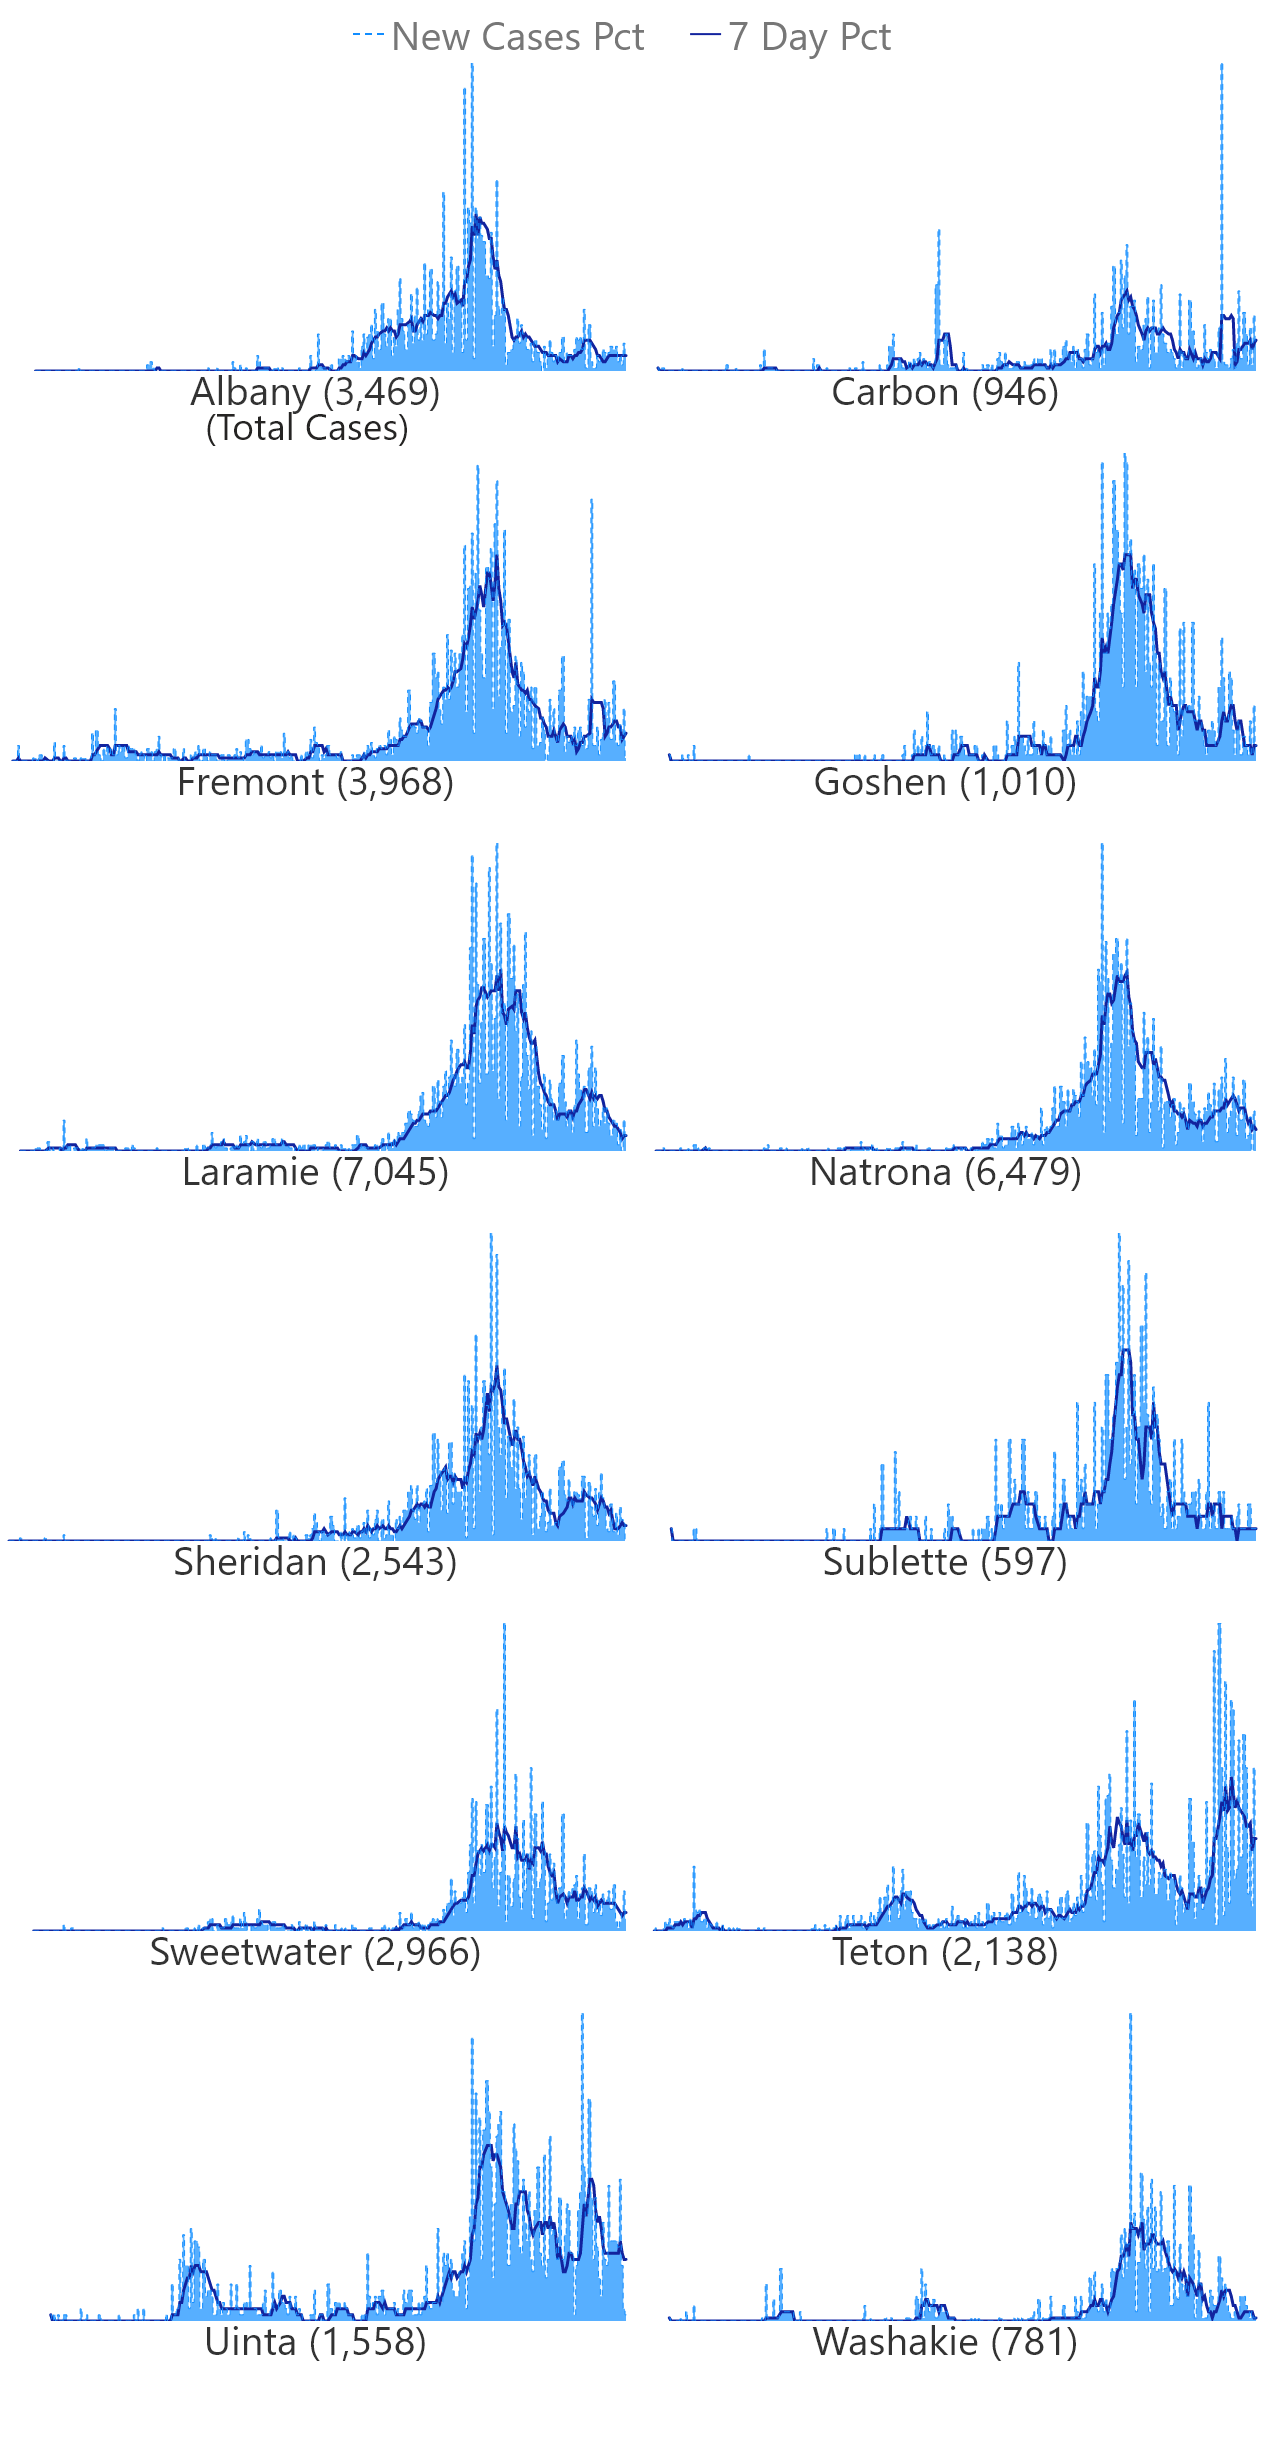 New Cases Pct 7 Day Pct
Albany (3,469) Carbon (946)
(Total Cases)
Fremont (3,968) Goshen (1,010)
Laramie (7,045) Natrona (6,479)
Sheridan (2,543) Sublette (597)
Sweetwater (2,966) Teton (2,138)
Uinta (1,558) Washakie (781)